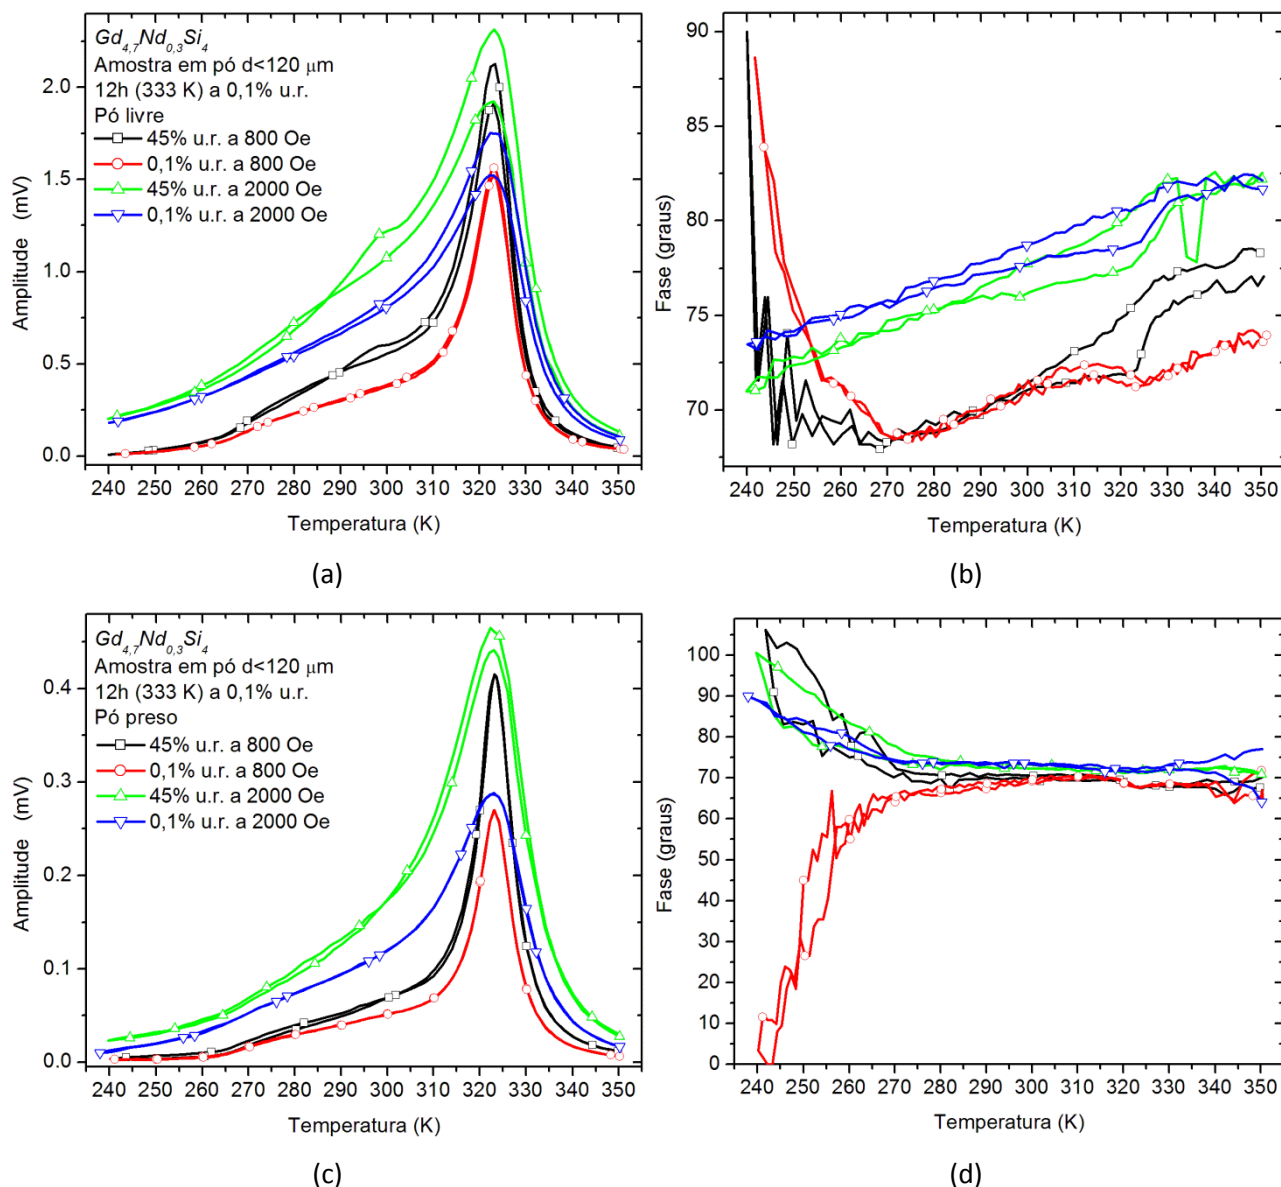 Gd4,7Nd0,3Si4
Amostra em pó d<120 μm
12h (333 K) a 0,1% u.r.
Pó livre
45% u.r. a 800 Oe
0,1% u.r. a 800 Oe
45% u.r. a 2000 Oe
0,1% u.r. a 2000 Oe
Amplitude (mV)
2.0
1.5
1.0
0.5
0.0
240 250 260 270 280 290 300 310 320 330 340 350
Temperatura (K)
(a)
Fase (graus)
90
85
80
75
70
240 250 260 270 280 290 300 310 320 330 340 350
Temperatura (K)
(b)
Gd4,7Nd0,3Si4
Amostra em pó d<120 μm
12h (333 K) a 0,1% u.r.
Pó preso
45% u.r. a 800 Oe
0,1% u.r. a 800 Oe
45% u.r. a 2000 Oe
0,1% u.r. a 2000 Oe
Amplitude (mV)
0.4
0.3
0.2
0.1
0.0
240 250 260 270 280 290 300 310 320 330 340 350
Temperatura (K)
(c)
Fase (graus)
100
90
80
70
60
50
40
30
20
10
0
240 250 260 270 280 290 300 310 320 330 340 350
Temperatura (K)
(d)